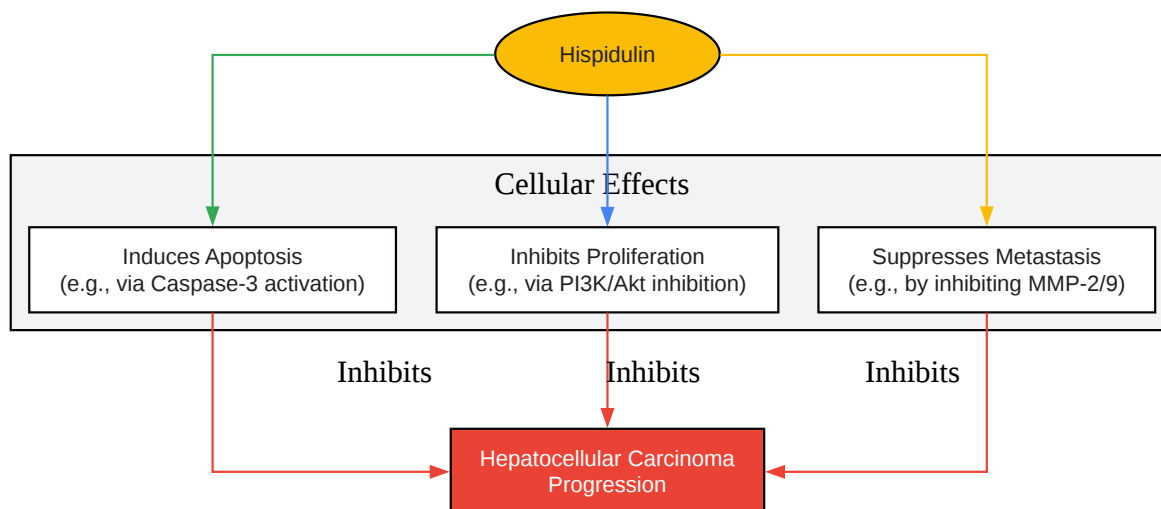 Hispidulin
Cellular Effects
Induces Apoptosis
(e.g., via Caspase-3 activation)
Inhibits Proliferation
(e.g., via PI3K/Akt inhibition)
Suppresses Metastasis
(e.g., by inhibiting MMP-2/9)
Inhibits
Inhibits
Inhibits
Hepatocellular Carcinoma
Progression